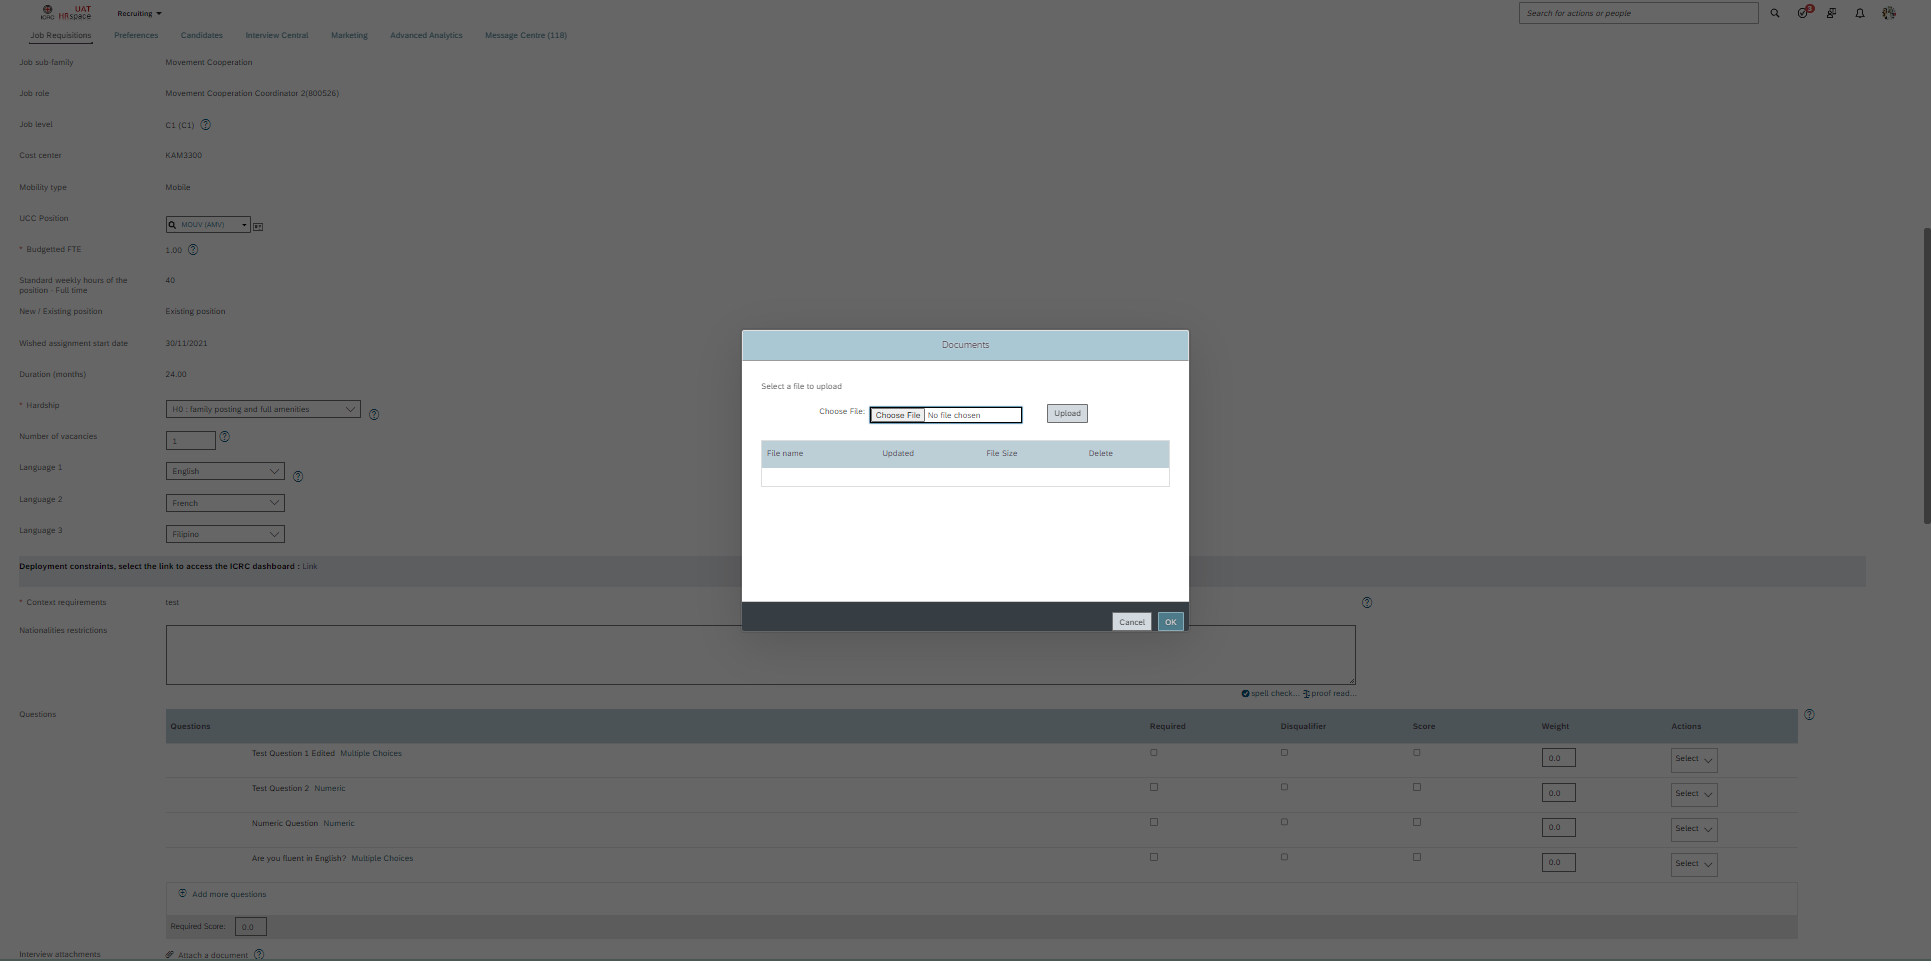 ICRC UAT HRspace
Recruiting
Search for actions or people
3
Job Requisitions Preferences Candidates Interview Central Marketing Advanced Analytics Message Centre (118)
Job sub-family Movement Cooperation
Job role Movement Cooperation Coordinator 2(800526)
Job level C1 (C1)
Cost center KAM3300
Mobility type Mobile
UCC Position MOUV (AMV)
* Budgetted FTE 1.00
Standard weekly hours of the
position - Full time 40
New / Existing position Existing position
Wished assignment start date 30/11/2021
Duration (months) 24.00
* Hardship H0 : family posting and full amenities
Number of vacancies 1
Language 1 English
Language 2 French
Language 3 Filipino
Documents
Select a file to upload
Choose File: Choose File No file chosen Upload
File name Updated File Size Delete
Cancel OK
Deployment constraints, select the link to access the ICRC dashboard : Link
* Context requirements test
Nationalities restrictions
spell check... proof read...
Questions
Questions Required Disqualifier Score Weight Actions
Test Question 1 Edited Multiple Choices 0.0 Select
Test Question 2 Numeric 0.0 Select
Numeric Question Numeric 0.0 Select
Are you fluent in English? Multiple Choices 0.0 Select
Add more questions
Required Score: 0.0
Interview attachments Attach a document